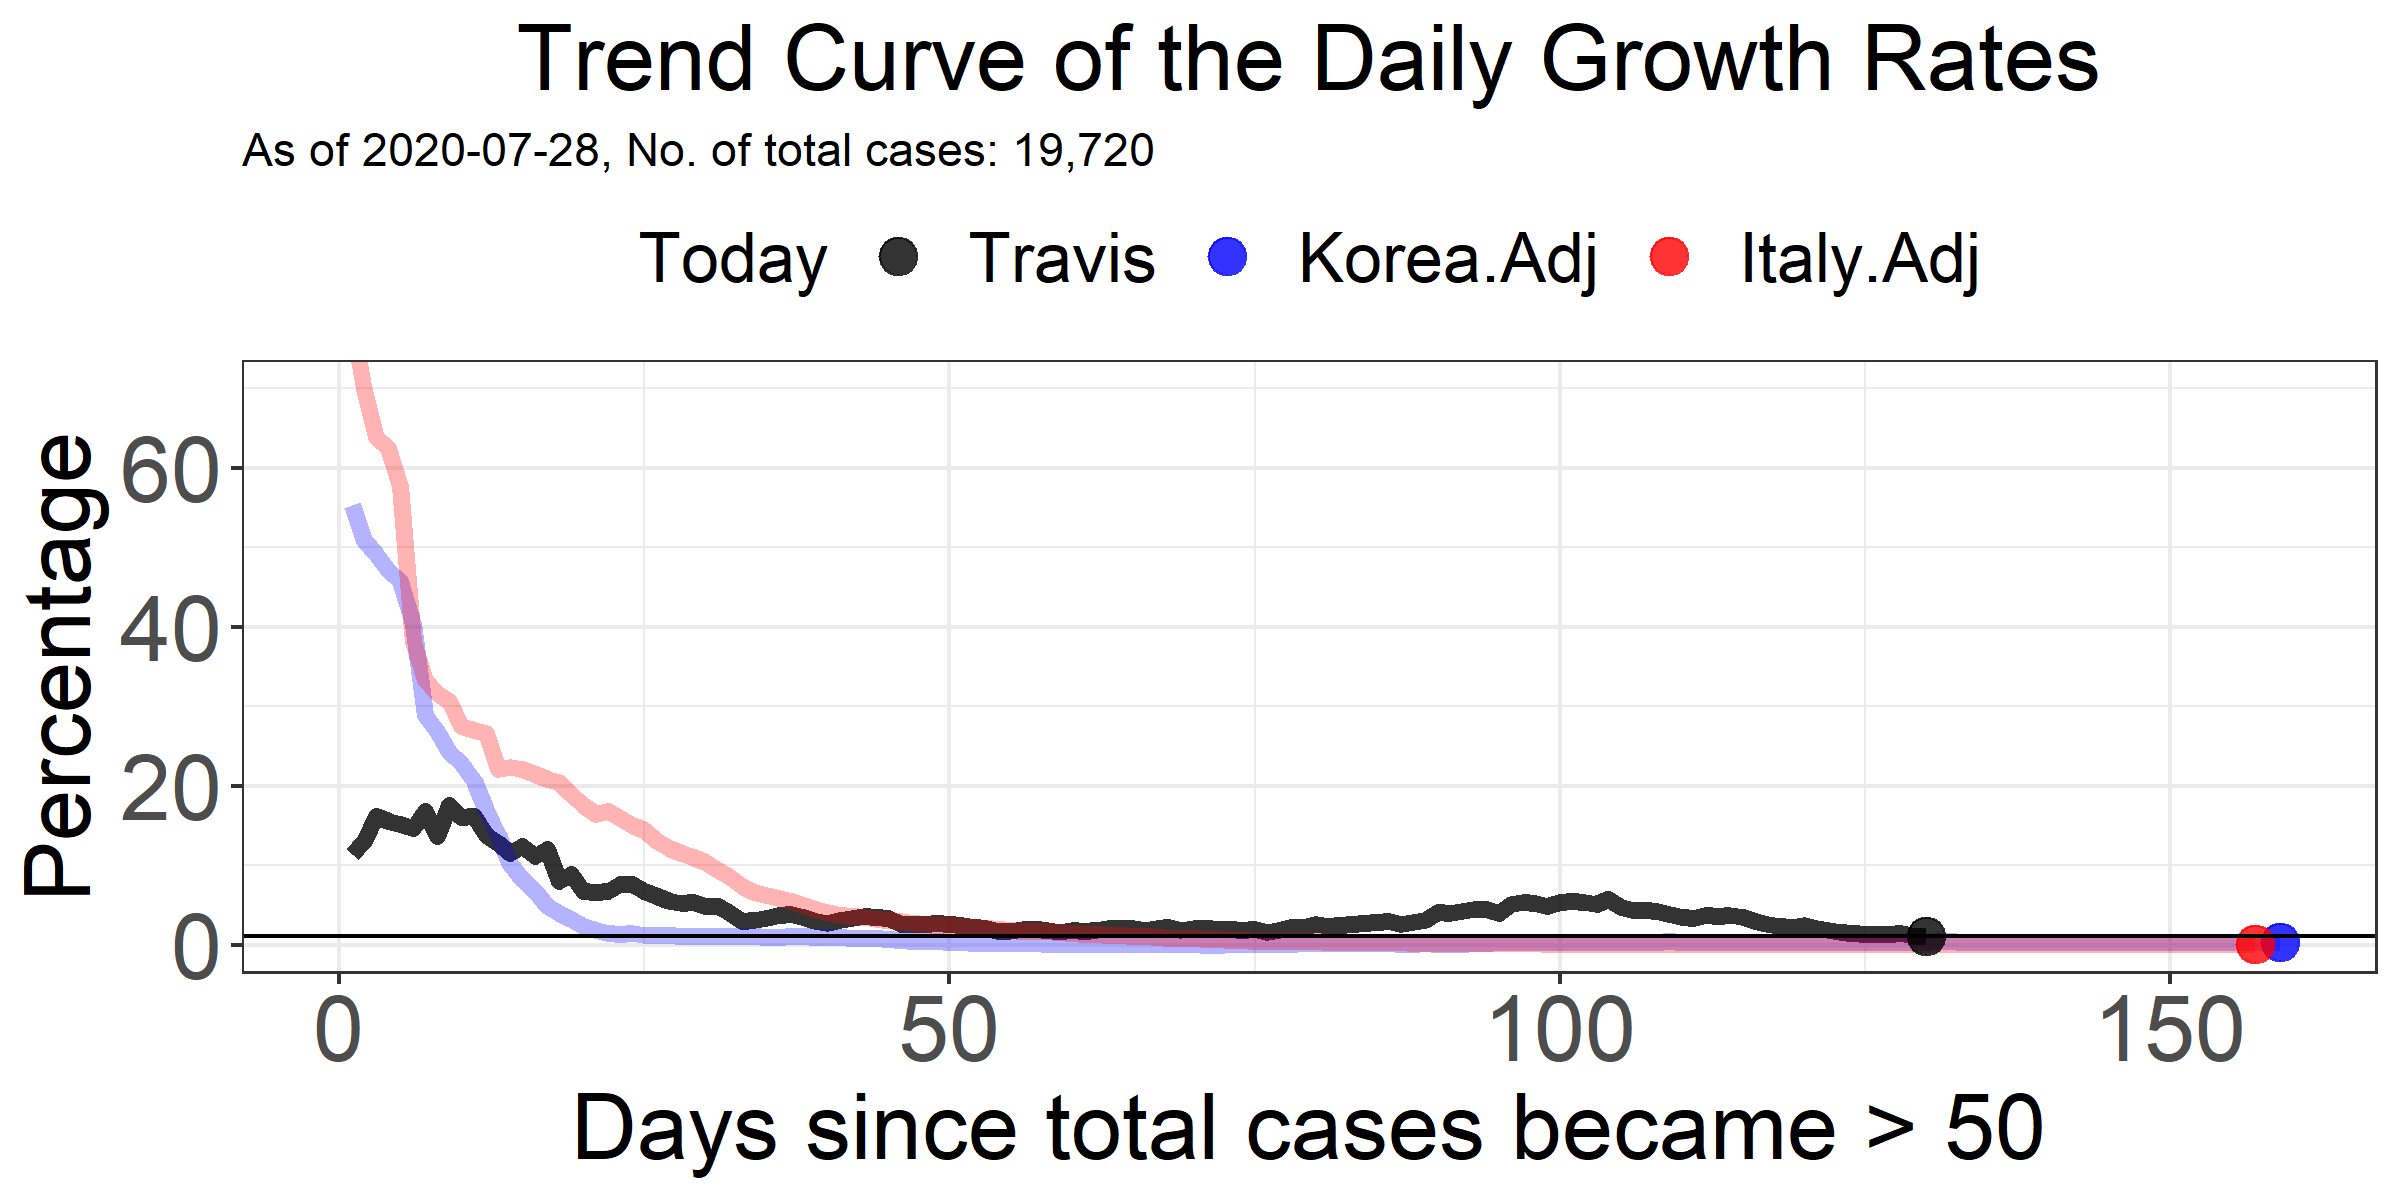 Trend Curve of the Daily Growth Rates
As of 2020-07-28, No. of total cases: 19,720
Today Travis Korea.Adj Italy.Adj
Percentage
60
40
20
0
0 50 100 150
Days since total cases became > 50